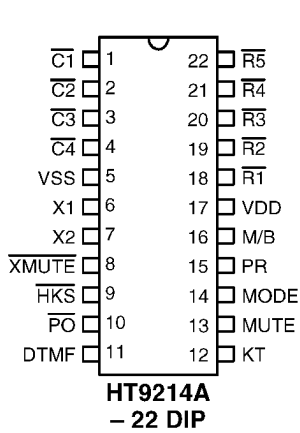 C1 1 22 R5
C2 2 21 R4
C3 3 20 R3
C4 4 19 R2
VSS 5 18 R1
X1 6 17 VDD
X2 7 16 M/B
XMUTE 8 15 PR
HKS 9 14 MODE
PO 10 13 MUTE
DTMF 11 12 KT
HT9214A
– 22 DIP